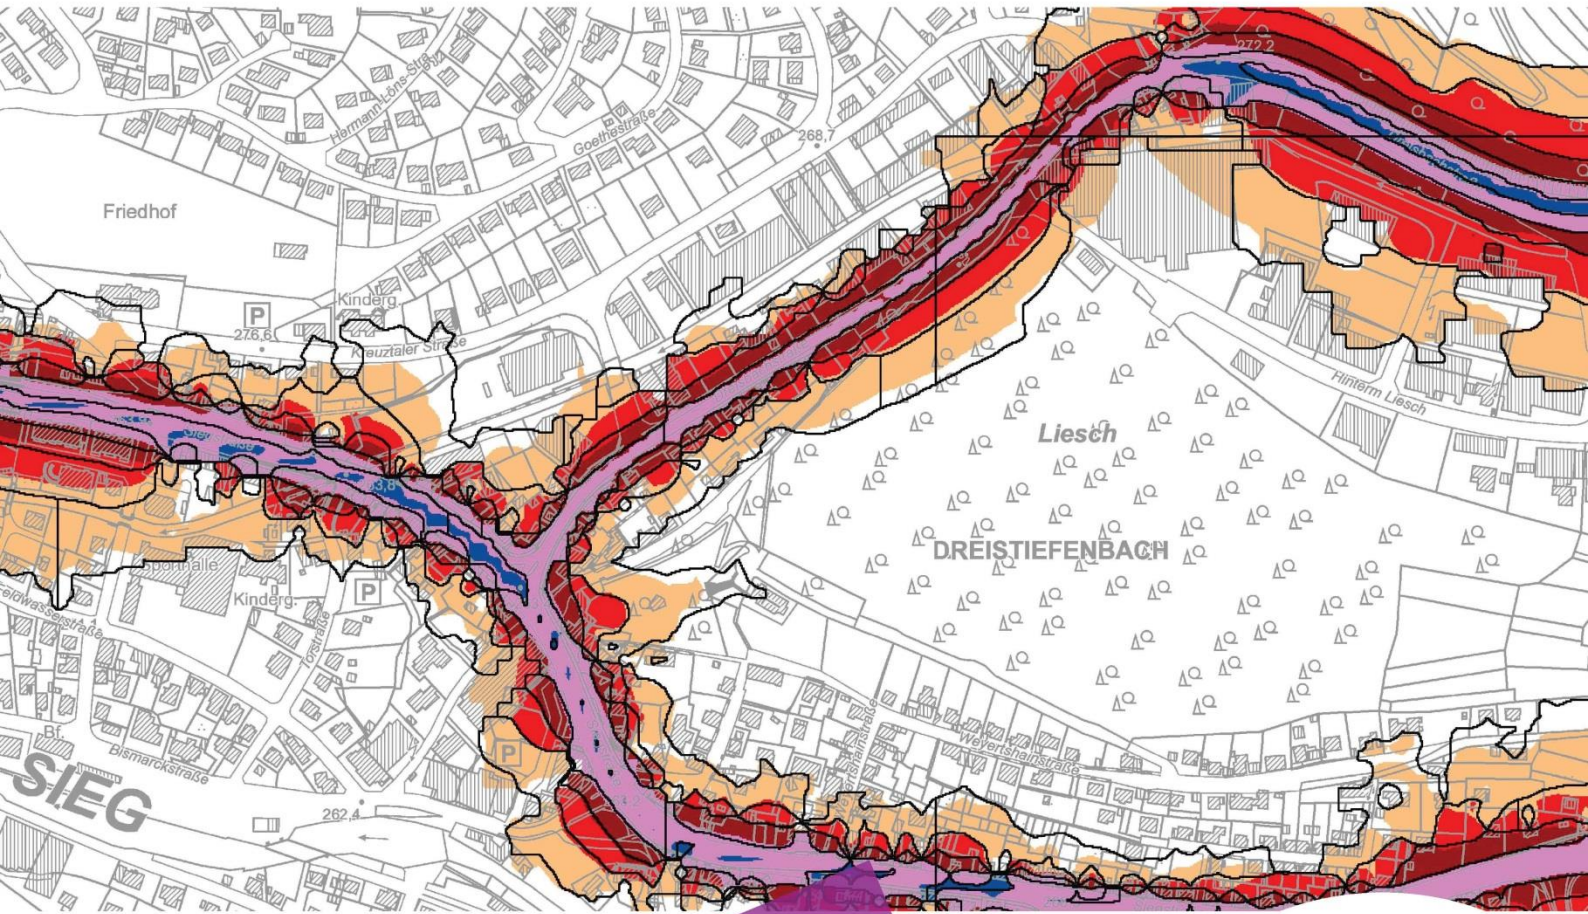 272,2
Hermann-Löns-Str.
Goethestraße
268,7
Friedhof
Kinderg.
P
276,6
Kreuztaler Straße
Hinterm Liesch
Liesch
DREISTIEFENBACH
Sporthalle
Kinderg.
P
Torstraße
Bf.
Bismarckstraße
P
Weyertshainstraße
SIEG
262,4